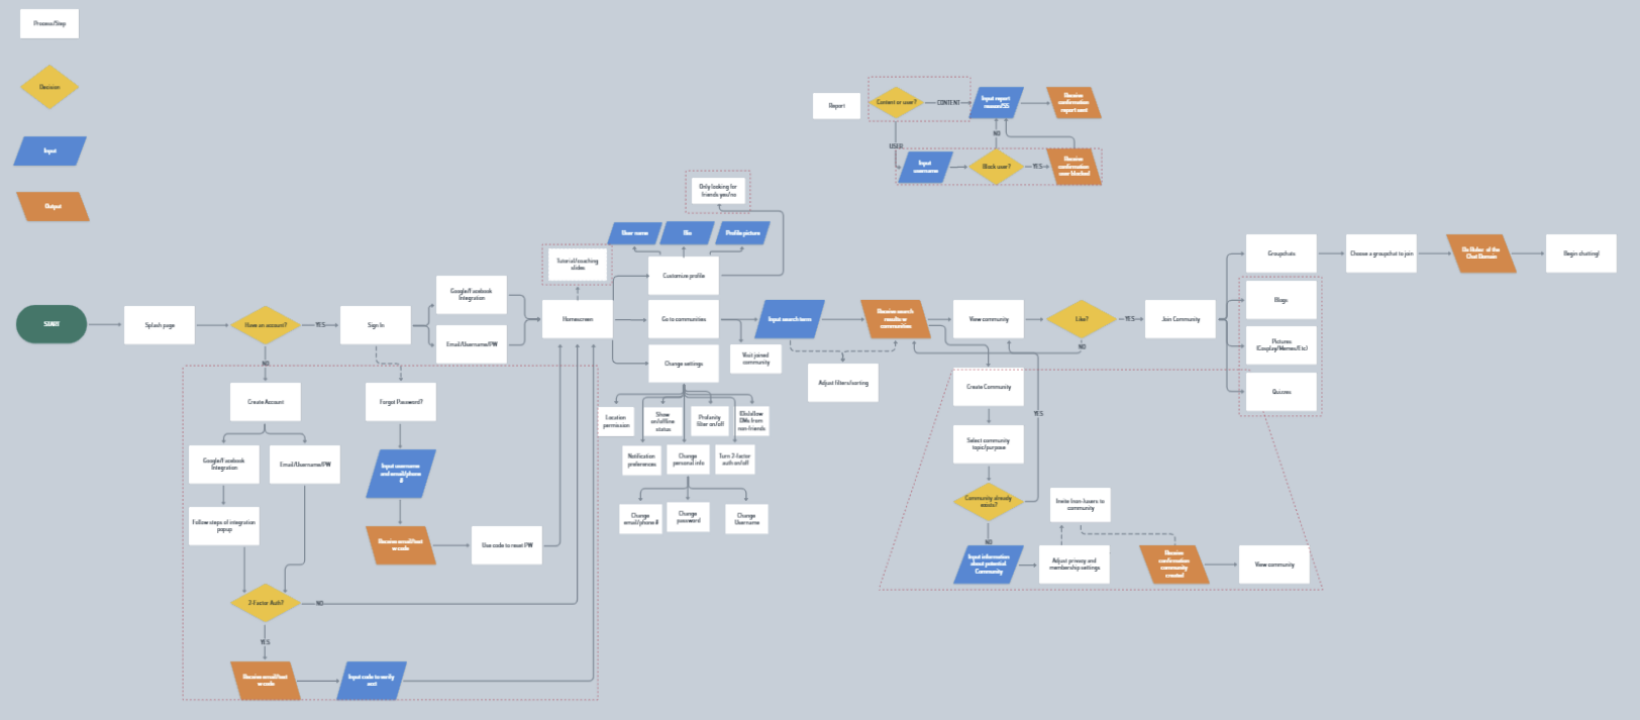 Process/Step
Decision
Input
Output
Report
Content or user?
CONTENT
Input report
reason/SS
Receive
confirmation
report sent
USER
NO
Input
username
Block user?
YES
Receive
confirmation
user blocked
Only looking for
friends yes/no
User name
Bio
Profile picture
Tutorial/coaching
slides
Customize profile
START
Splash page
Have an account?
YES
Sign In
Google/Facebook
Integration
Email/Username/PW
Homescreen
Go to communities
Change settings
Visit joined
community
Input search term
Receive search
results or
communities
Adjust filters/sorting
View community
Like?
YES
NO
Join Community
Groupchats
Choose a groupchat to join
Chat Domain
Begin chatting!
Blogs
Pictures
(Cosplay/Memes/Etc)
Quizzes
NO
Create Account
Forgot Password?
Google/Facebook
Integration
Email/Username/PW
Follow steps of integration
popup
Input username
and email/phone
#
Receive email/text
w code
Use code to reset PW
2-Factor Auth?
NO
YES
Receive email/text
w code
Input code to verify
acct
Location
permission
Show
on/offline
status
Profanity
filter on/off
DMs from
non-friends
Notification
preferences
Change
personal info
Turn 2-factor
auth on/off
Change
email/phone #
Change
password
Change
Username
Create Community
Select community
topic/purpose
Community already
exists?
YES
NO
Input information
about potential
Community
Adjust privacy and
membership settings
Invite to
community
Receive
confirmation
community
created
View community